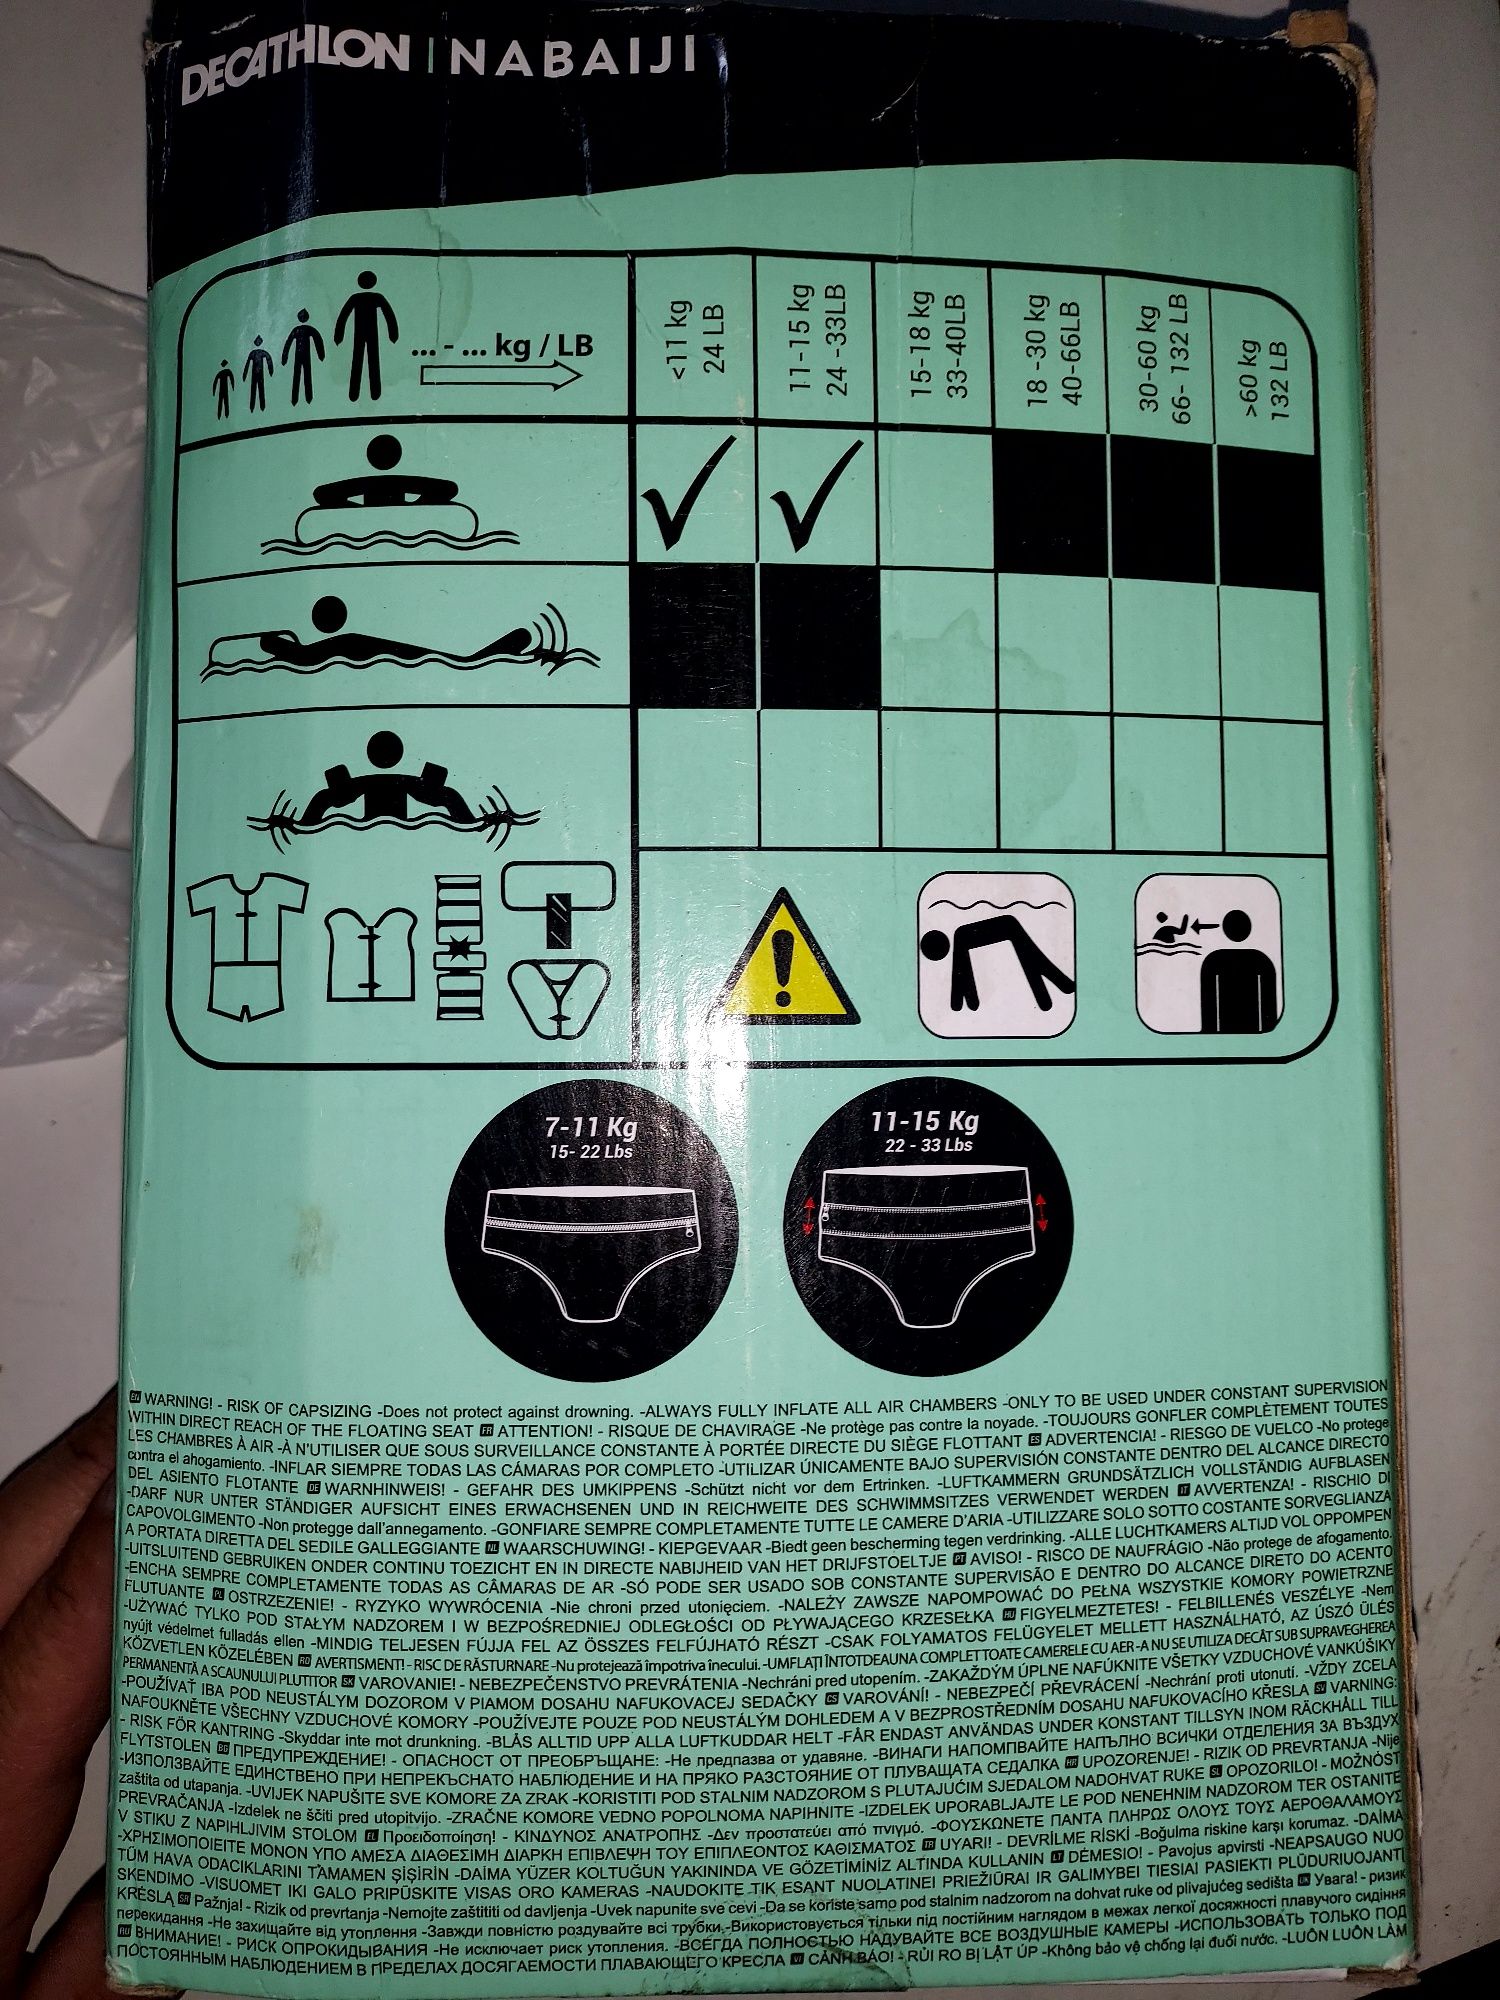 DECATHLON | NABAIJI
... - ... kg / LB
<11 kg
24 LB
11-15 kg
24 -33LB
15-18 kg
33-40LB
18 -30 kg
40-66LB
30-60 kg
66- 132 LB
>60 kg
132 LB
7-11 Kg
15- 22 Lbs
11-15 Kg
22 - 33 Lbs
EN WARNING! - RISK OF CAPSIZING -Does not protect against drowning. -ALWAYS FULLY INFLATE ALL AIR CHAMBERS -ONLY TO BE USED UNDER CONSTANT SUPERVISION
WITHIN DIRECT REACH OF THE FLOATING SEAT FR ATTENTION! - RISQUE DE CHAVIRAGE -Ne protège pas contre la noyade. -TOUJOURS GONFLER COMPLÈTEMENT TOUTES
LES CHAMBRES À AIR -À N'UTILISER QUE SOUS SURVEILLANCE CONSTANTE À PORTÉE DIRECTE DU SIÈGE FLOTTANT ES ADVERTENCIA! - RIESGO DE VUELCO -No protege
contra el ahogamiento. -INFLAR SIEMPRE TODAS LAS CÁMARAS POR COMPLETO -UTILIZAR ÚNICAMENTE BAJO SUPERVISIÓN CONSTANTE DENTRO DEL ALCANCE DIRECTO
DEL ASIENTO FLOTANTE DE WARNHINWEIS! - GEFAHR DES UMKIPPENS -Schützt nicht vor dem Ertrinken. -LUFTKAMMERN GRUNDSÄTZLICH VOLLSTÄNDIG AUFBLASEN
-DARF NUR UNTER STÄNDIGER AUFSICHT EINES ERWACHSENEN UND IN REICHWEITE DES SCHWIMMSITZES VERWENDET WERDEN IT AVVERTENZA! - RISCHIO DI
CAPOVOLGIMENTO -Non protegge dall'annegamento. -GONFIARE SEMPRE COMPLETAMENTE TUTTE LE CAMERE D'ARIA -UTILIZZARE SOLO SOTTO COSTANTE SORVEGLIANZA
A PORTATA DIRETTA DEL SEDILE GALLEGGIANTE NL WAARSCHUWING! - KIEPGEVAAR -Biedt geen bescherming tegen verdrinking. -ALLE LUCHTKAMERS ALTIJD VOL OPPOMPEN
-UITSLUITEND GEBRUIKEN ONDER CONTINU TOEZICHT EN IN DIRECTE NABIJHEID VAN HET DRIJFSTOELTJE PT AVISO! - RISCO DE NAUFRÁGIO -Não protege de afogamento.
-ENCHA SEMPRE COMPLETAMENTE TODAS AS CÂMARAS DE AR -SÓ PODE SER USADO SOB CONSTANTE SUPERVISÃO E DENTRO DO ALCANCE DIRETO DO ACENTO
FLUTUANTE PL OSTRZEŻENIE! - RYZYKO WYWRÓCENIA -Nie chroni przed utonięciem. -NALEŻY ZAWSZE NAPOMPOWAĆ DO PEŁNA WSZYSTKIE KOMORY POWIETRZNE
-UŻYWAĆ TYLKO POD STAŁYM NADZOREM I W BEZPOŚREDNIEJ ODLEGŁOŚCI OD PŁYWAJĄCEGO KRZESEŁKA HU FIGYELMEZTETES! - FELBILLENÉS VESZÉLYE -Nem
nyújt védelmet fulladás ellen -MINDIG TELJESEN FÚJJA FEL AZ ÖSSZES FELFÚJHATÓ RÉSZT -CSAK FOLYAMATOS FELÜGYELET MELLETT HASZNÁLHATÓ, AZ ÚSZÓ ÜLÉS
KÖZVETLEN KÖZELÉBEN RO AVERTISMENT! - RISC DE RĂSTURNARE -Nu protejează împotriva înecului. -UMFLAȚI ÎNTOTDEAUNA COMPLET TOATE CAMERELE CU AER -A NU SE UTILIZA DECÂT SUB SUPRAVEGHEREA
PERMANENTĂ A SCAUNULUI PLUTITOR SK VAROVANIE! - NEBEZPEČENSTVO PREVRÁTENIA -Nechráni pred utopením. -ZAKAŽDÝM ÚPLNE NAFÚKNITE VŠETKY VZDUCHOVÉ VANKÚŠIKY
-POUŽÍVAŤ IBA POD NEUSTÁLYM DOZOROM V PIAMOM DOSAHU NAFUKOVACEJ SEDAČKY CS VAROVÁNÍ! - NEBEZPEČÍ PŘEVRÁCENÍ -Nechrání proti utonutí. -VŽDY ZCELA
NAFOUKNĚTE VŠECHNY VZDUCHOVÉ KOMORY -POUŽÍVEJTE POUZE POD NEUSTÁLÝM DOHLEDEM A V BEZPROSTŘEDNÍM DOSAHU NAFUKOVACÍHO KŘESLA SV VARNING:
- RISK FÖR KANTRING -Skyddar inte mot drunkning. -BLÅS ALLTID UPP ALLA LUFTKUDDAR HELT -FÅR ENDAST ANVÄNDAS UNDER KONSTANT TILLSYN INOM RÄCKHÅLL TILL
FLYTSTOLEN BG ПРЕДУПРЕЖДЕНИЕ! - ОПАСНОСТ ОТ ПРЕОБРЪЩАНЕ: -Не предпазва от удавяне. -ВИНАГИ НАПОМПВАЙТЕ НАПЪЛНО ВСИЧКИ ОТДЕЛЕНИЯ ЗА ВЪЗДУХ
-ИЗПОЛЗВАЙТЕ ЕДИНСТВЕНО ПРИ НЕПРЕКЪСНАТО НАБЛЮДЕНИЕ И НА ПРЯКО РАЗСТОЯНИЕ ОТ ПЛУВАЩАТА СЕДАЛКА HR UPOZORENJE! - RIZIK OD PREVRTANJA -Nije
zaštita od utapanja. -UVIJEK NAPUŠITE SVE KOMORE ZA ZRAK -KORISTITI POD STALNIM NADZOROM S PLUTAJUĆIM SJEDALOM NADOHVAT RUKE SL OPOZORILO! - MOŽNOST
PREVRAČANJA -Izdelek ne ščiti pred utopitvijo. -ZRAČNE KOMORE VEDNO POPOLNOMA NAPIHNITE -IZDELEK UPORABLJAJTE LE POD NENEHNIM NADZOROM TER OSTANITE
V STIKU Z NAPIHLJIVIM STOLOM EL Προειδοποίηση! - ΚΙΝΔΥΝΟΣ ΑΝΑΤΡΟΠΗΣ -Δεν προστατεύει από πνιγμό. -ΦΟΥΣΚΩΝΕΤΕ ΠΑΝΤΑ ΠΛΗΡΩΣ ΟΛΟΥΣ ΤΟΥΣ ΑΕΡΟΘΑΛΑΜΟΥΣ
-ΧΡΗΣΙΜΟΠΟΙΕΙΤΕ ΜΟΝΟΝ ΥΠΟ ΑΜΕΣΑ ΔΙΑΘΕΣΙΜΗ ΔΙΑΡΚΗ ΕΠΙΒΛΕΨΗ ΤΟΥ ΕΠΙΠΛΕΟΝΤΟΣ ΚΑΘΙΣΜΑΤΟΣ TR UYARI! - DEVRİLME RİSKİ -Boğulma riskine karşı korumaz. -DAİMA
TÜM HAVA ODACIKLARINI TAMAMEN ŞİŞİRİN -DAİMA YÜZER KOLTUĞUN YAKININDA VE GÖZETİMİNİZ ALTINDA KULLANIN LT DĖMESIO! - Pavojus apvirsti -NEAPSAUGO NUO
SKENDIMO -VISUOMET IKI GALO PRIPŪSKITE VISAS ORO KAMERAS -NAUDOKITE TIK ESANT NUOLATINEI PRIEŽIŪRAI IR GALIMYBEI TIESIAI PASIEKTI PLŪDURIUOJANTĮ
KRĖSLĄ SR Pažnja! - Rizik od prevrtanja -Nemojte zaštititi od davljenja -Uvek napunite sve ćevi -Da se koriste samo pod stalnim nadzorom na dohvat ruke od plivajućeg sedišta UK Увага! - ризик
перекидання -Не захищайте від утоплення -Завжди повністю роздувайте всі трубки. -Використовується тільки під постійним наглядом в межах легкої досяжності плавучого сидіння
RU ВНИМАНИЕ! - РИСК ОПРОКИДЫВАНИЯ -Не исключает риск утопления. -ВСЕГДА ПОЛНОСТЬЮ НАДУВАЙТЕ ВСЕ ВОЗДУШНЫЕ КАМЕРЫ -ИСПОЛЬЗОВАТЬ ТОЛЬКО ПОД
ПОСТОЯННЫМ НАБЛЮДЕНИЕМ В ПРЕДЕЛАХ ДОСЯГАЕМОСТИ ПЛАВАЮЩЕГО КРЕСЛА VI CẢNH BÁO! - RỦI RO BỊ LẬT ÚP -Không bảo vệ chống lại đuối nước. -LUÔN LUÔN LÀM